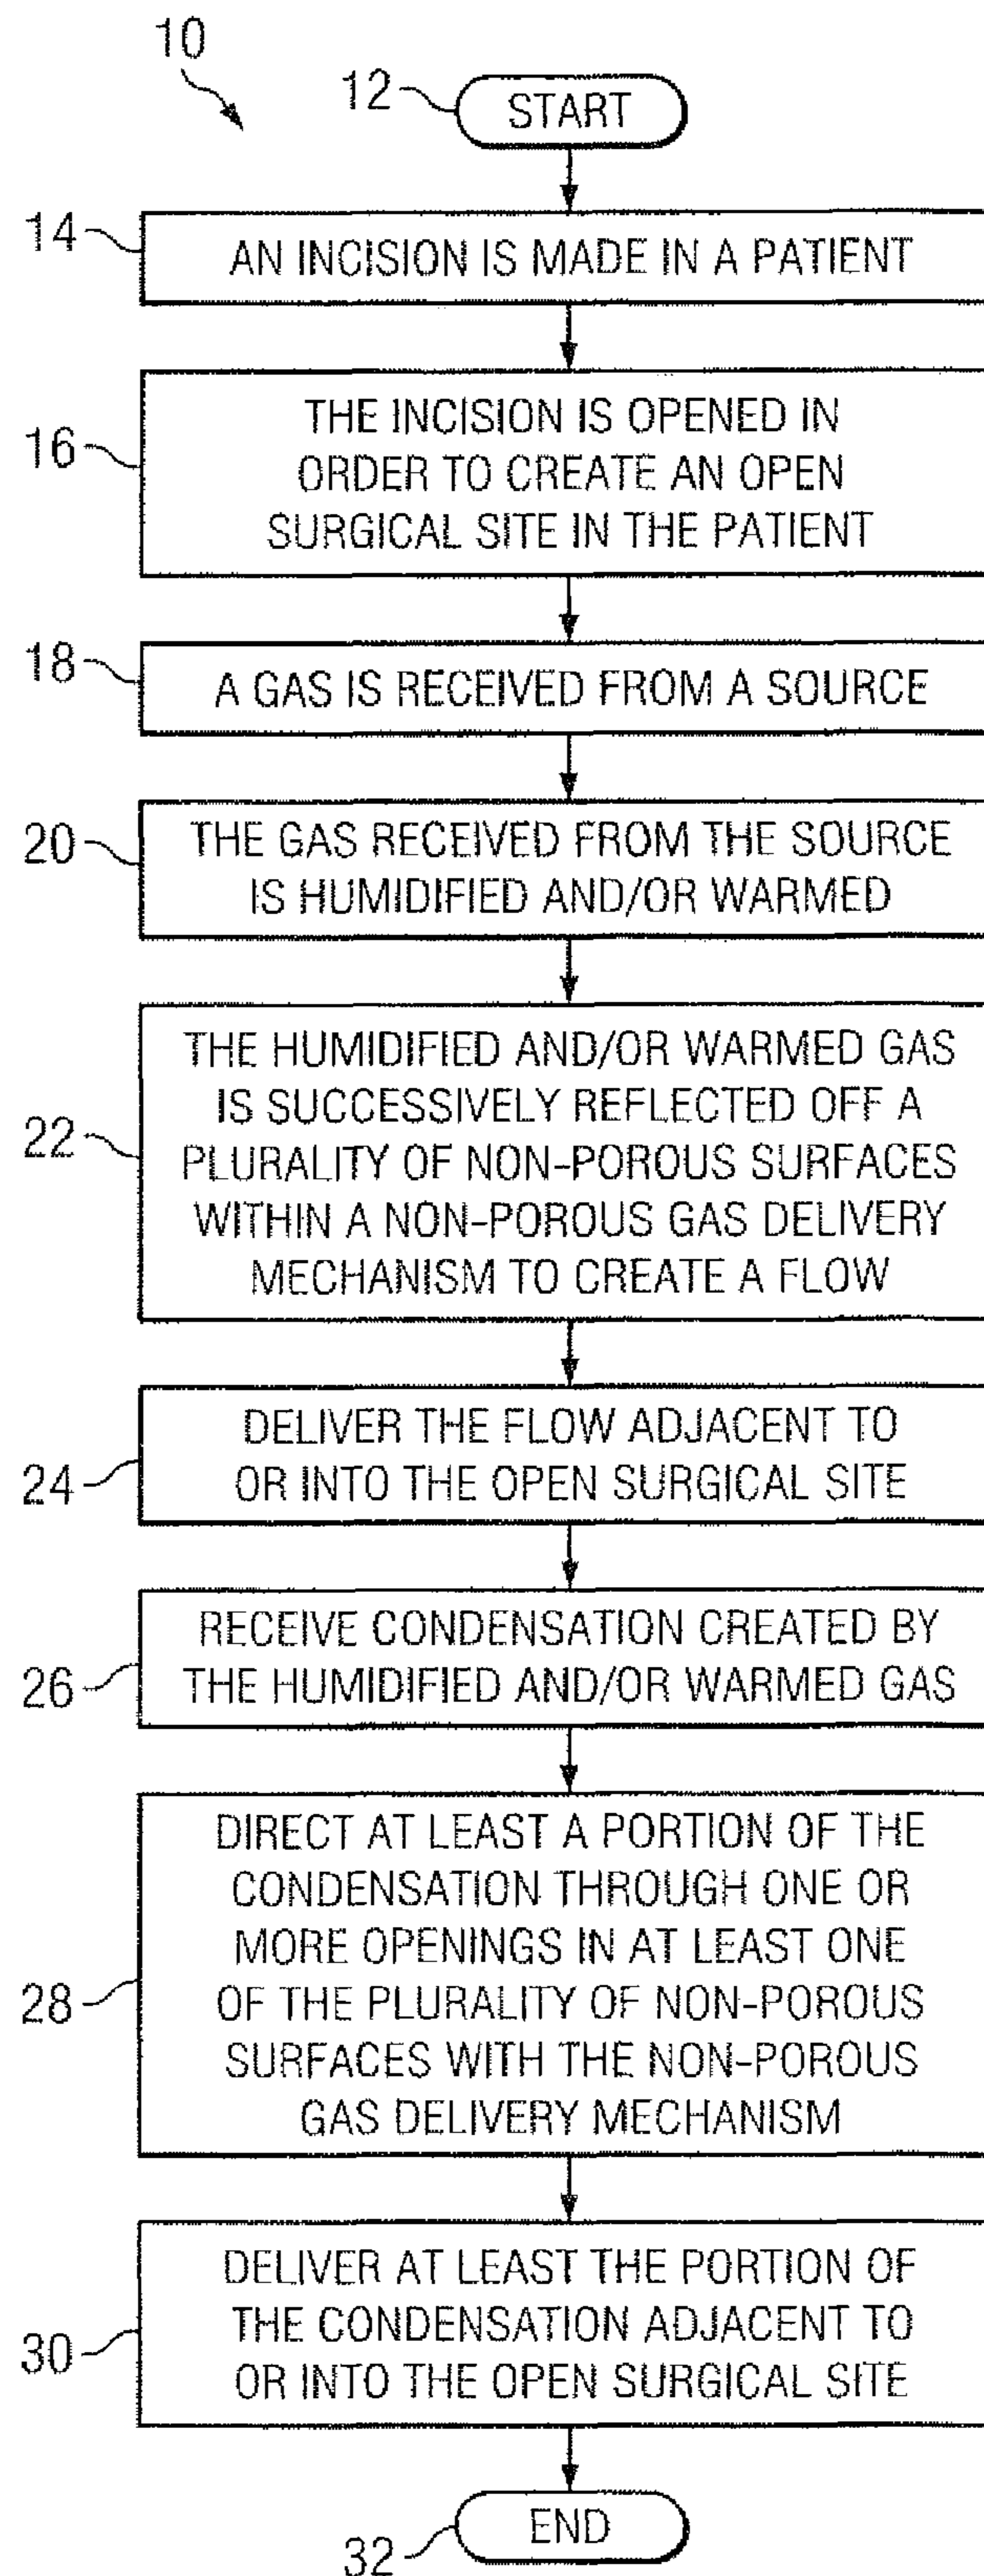 10
12
START
14
AN INCISION IS MADE IN A PATIENT
16
THE INCISION IS OPENED IN
ORDER TO CREATE AN OPEN
SURGICAL SITE IN THE PATIENT
18
A GAS IS RECEIVED FROM A SOURCE
20
THE GAS RECEIVED FROM THE SOURCE
IS HUMIDIFIED AND/OR WARMED
22
THE HUMIDIFIED AND/OR WARMED GAS
IS SUCCESSIVELY REFLECTED OFF A
PLURALITY OF NON-POROUS SURFACES
WITHIN A NON-POROUS GAS DELIVERY
MECHANISM TO CREATE A FLOW
24
DELIVER THE FLOW ADJACENT TO
OR INTO THE OPEN SURGICAL SITE
26
RECEIVE CONDENSATION CREATED BY
THE HUMIDIFIED AND/OR WARMED GAS
28
DIRECT AT LEAST A PORTION OF THE
CONDENSATION THROUGH ONE OR
MORE OPENINGS IN AT LEAST ONE
OF THE PLURALITY OF NON-POROUS
SURFACES WITH THE NON-POROUS
GAS DELIVERY MECHANISM
30
DELIVER AT LEAST THE PORTION OF
THE CONDENSATION ADJACENT TO
OR INTO THE OPEN SURGICAL SITE
32
END